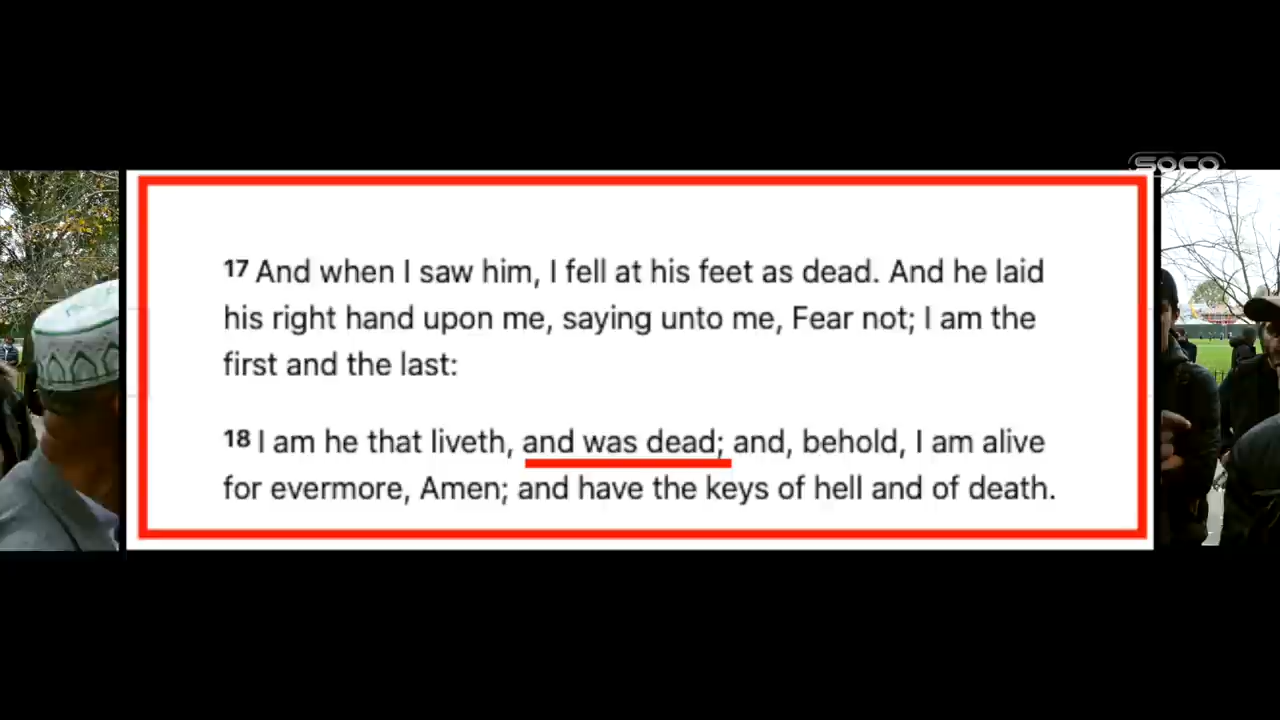 SOCO
17 And when I saw him, I fell at his feet as dead. And he laid
his right hand upon me, saying unto me, Fear not; I am the
first and the last:
18 I am he that liveth, and was dead; and, behold, I am alive
for evermore, Amen; and have the keys of hell and of death.